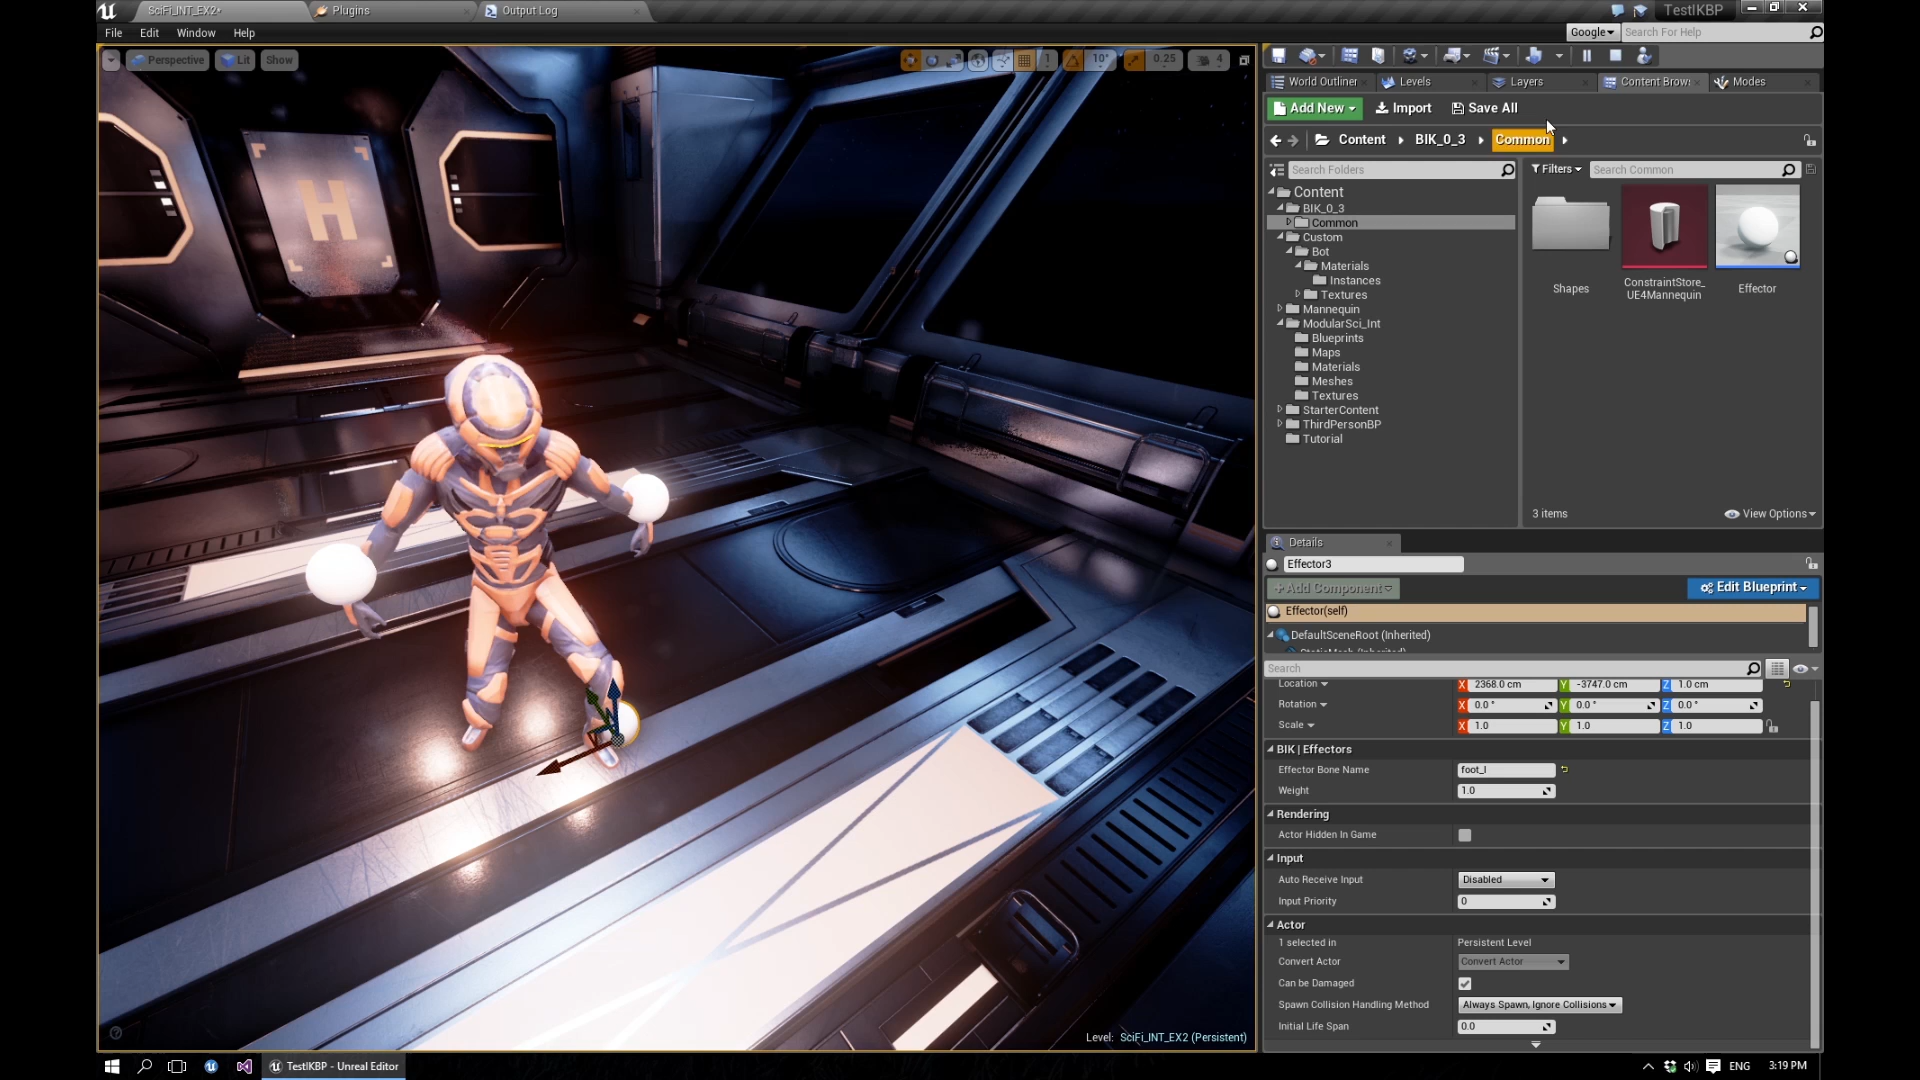 SciFi_INT_EX2*
Plugins
Output Log
TestIKBP
File Edit Window Help
Google
Search For Help
Perspective
Lit
Show
1
10°
0.25
4
World Outliner
Levels
Layers
Content Brow
Modes
Add New
Import
Save All
Content
BIK_0_3
Common
Search Folders
Filters
Search Common
Content
BIK_0_3
Common
Custom
Bot
Materials
Instances
Textures
Mannequin
ModularSci_Int
Blueprints
Maps
Materials
Meshes
Textures
StarterContent
ThirdPersonBP
Tutorial
Shapes
ConstraintStore_
UE4Mannequin
Effector
3 items
View Options
H
Details
Effector3
+Add Component
Edit Blueprint
Effector(self)
DefaultSceneRoot (Inherited)
StaticMesh (Inherited)
Search
Location X 2368.0 cm Y -3747.0 cm Z 1.0 cm
Rotation X 0.0 ° Y 0.0 ° Z 0.0 °
Scale X 1.0 Y 1.0 Z 1.0
BIK | Effectors
Effector Bone Name foot_l
Weight 1.0
Rendering
Actor Hidden In Game
Input
Auto Receive Input Disabled
Input Priority 0
Actor
1 selected in Persistent Level
Convert Actor Convert Actor
Can be Damaged
Spawn Collision Handling Method Always Spawn, Ignore Collisions
Initial Life Span 0.0
Level: SciFi_INT_EX2 (Persistent)
TestIKBP - Unreal Editor
ENG
3:19 PM